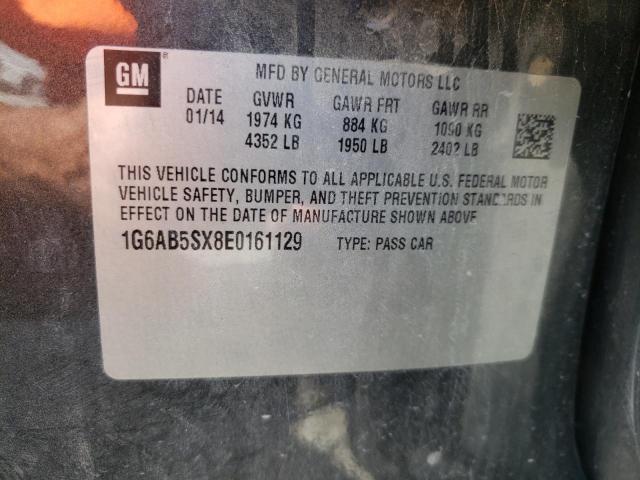 GM ®
MFD BY GENERAL MOTORS LLC
DATE GVWR GAWR FRT GAWR RR
01/14 1974 KG 884 KG 1090 KG
4352 LB 1950 LB 2402 LB
THIS VEHICLE CONFORMS TO ALL APPLICABLE U.S. FEDERAL MOTOR
VEHICLE SAFETY, BUMPER, AND THEFT PREVENTION STANDARDS IN
EFFECT ON THE DATE OF MANUFACTURE SHOWN ABOVE
1G6AB5SX8E0161129 TYPE: PASS CAR